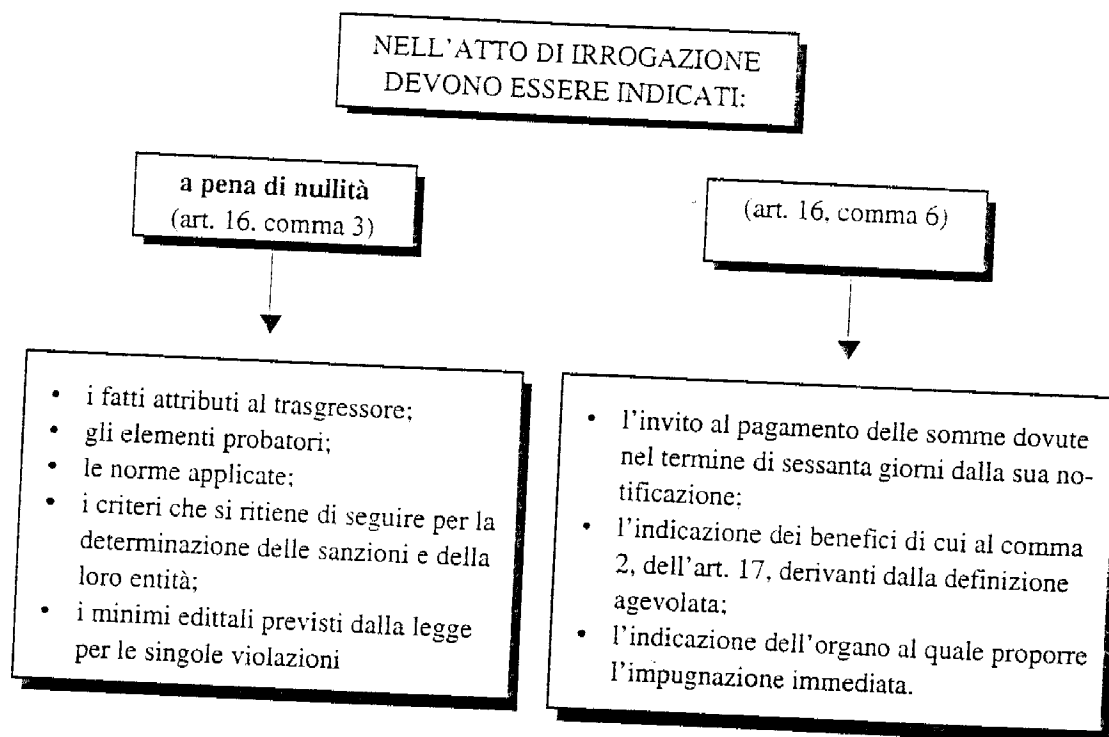 NELL'ATTO DI IRROGAZIONE
DEVONO ESSERE INDICATI:
a pena di nullità
(art. 16, comma 3)
(art. 16, comma 6)
• i fatti attributi al trasgressore;
• gli elementi probatori;
• le norme applicate;
• i criteri che si ritiene di seguire per la
determinazione delle sanzioni e della
loro entità;
• i minimi edittali previsti dalla legge
per le singole violazioni
• l'invito al pagamento delle somme dovute
nel termine di sessanta giorni dalla sua no-
tificazione;
• l'indicazione dei benefici di cui al comma
2, dell'art. 17, derivanti dalla definizione
agevolata;
• l'indicazione dell'organo al quale proporre
l'impugnazione immediata.